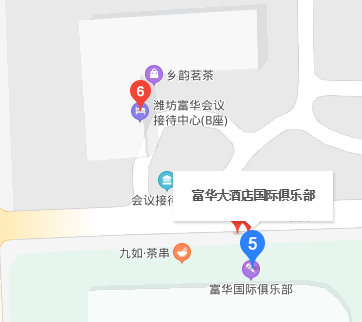 乡韵茗茶
6
潍坊富华会议
接待中心(B座)
会议接待
富华大酒店国际俱乐部
5
九如·茶串
富华国际俱乐部